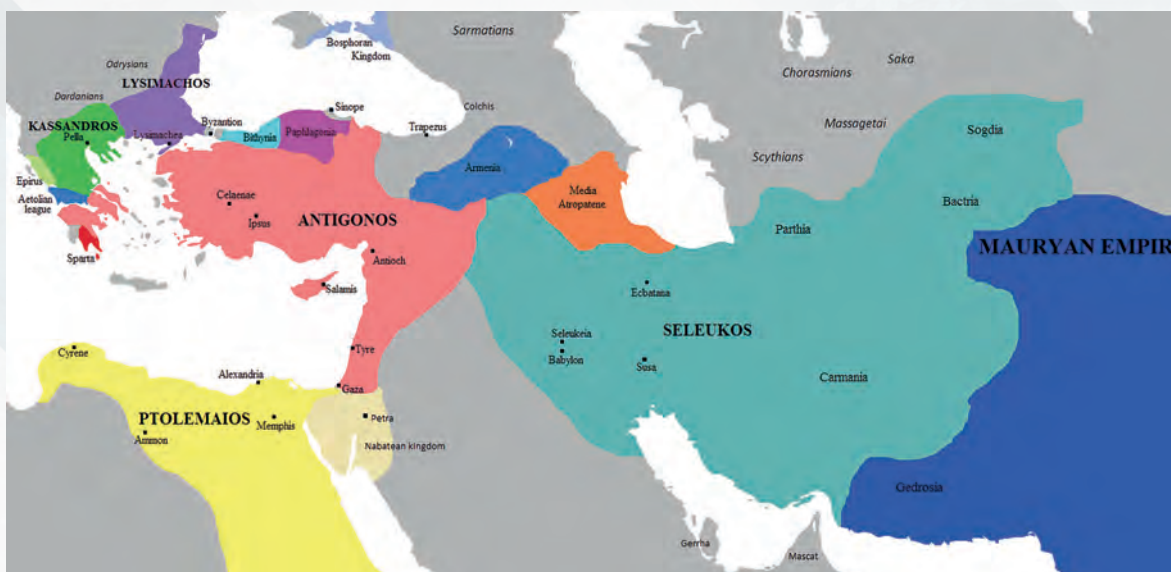 Sarmatians
Bosphoran
Kingdom
Saka
Chorasmians
Odrysians
LYSIMACHOS
Dardanians
Colchis
Massagetai
Sinope
Byzantion
KASSANDROS
Pella
Lysimachea
Bithynia
Paphlagonia
Trapezus
Sogdia
Scythians
Armenia
Epirus
Aetolian
league
Celaenae
Ipsus
ANTIGONOS
Media
Atropatene
Bactria
Parthia
MAURYAN EMPIR
Sparta
Antioch
Salamis
Ecbatana
Seleukeia
SELEUKOS
Babylon
Susa
Cyrene
Tyre
Alexandria
Gaza
Carmania
PTOLEMAIOS
Memphis
Petra
Ammon
Nabatean kingdom
Gedrosia
Gerrha
Mascat